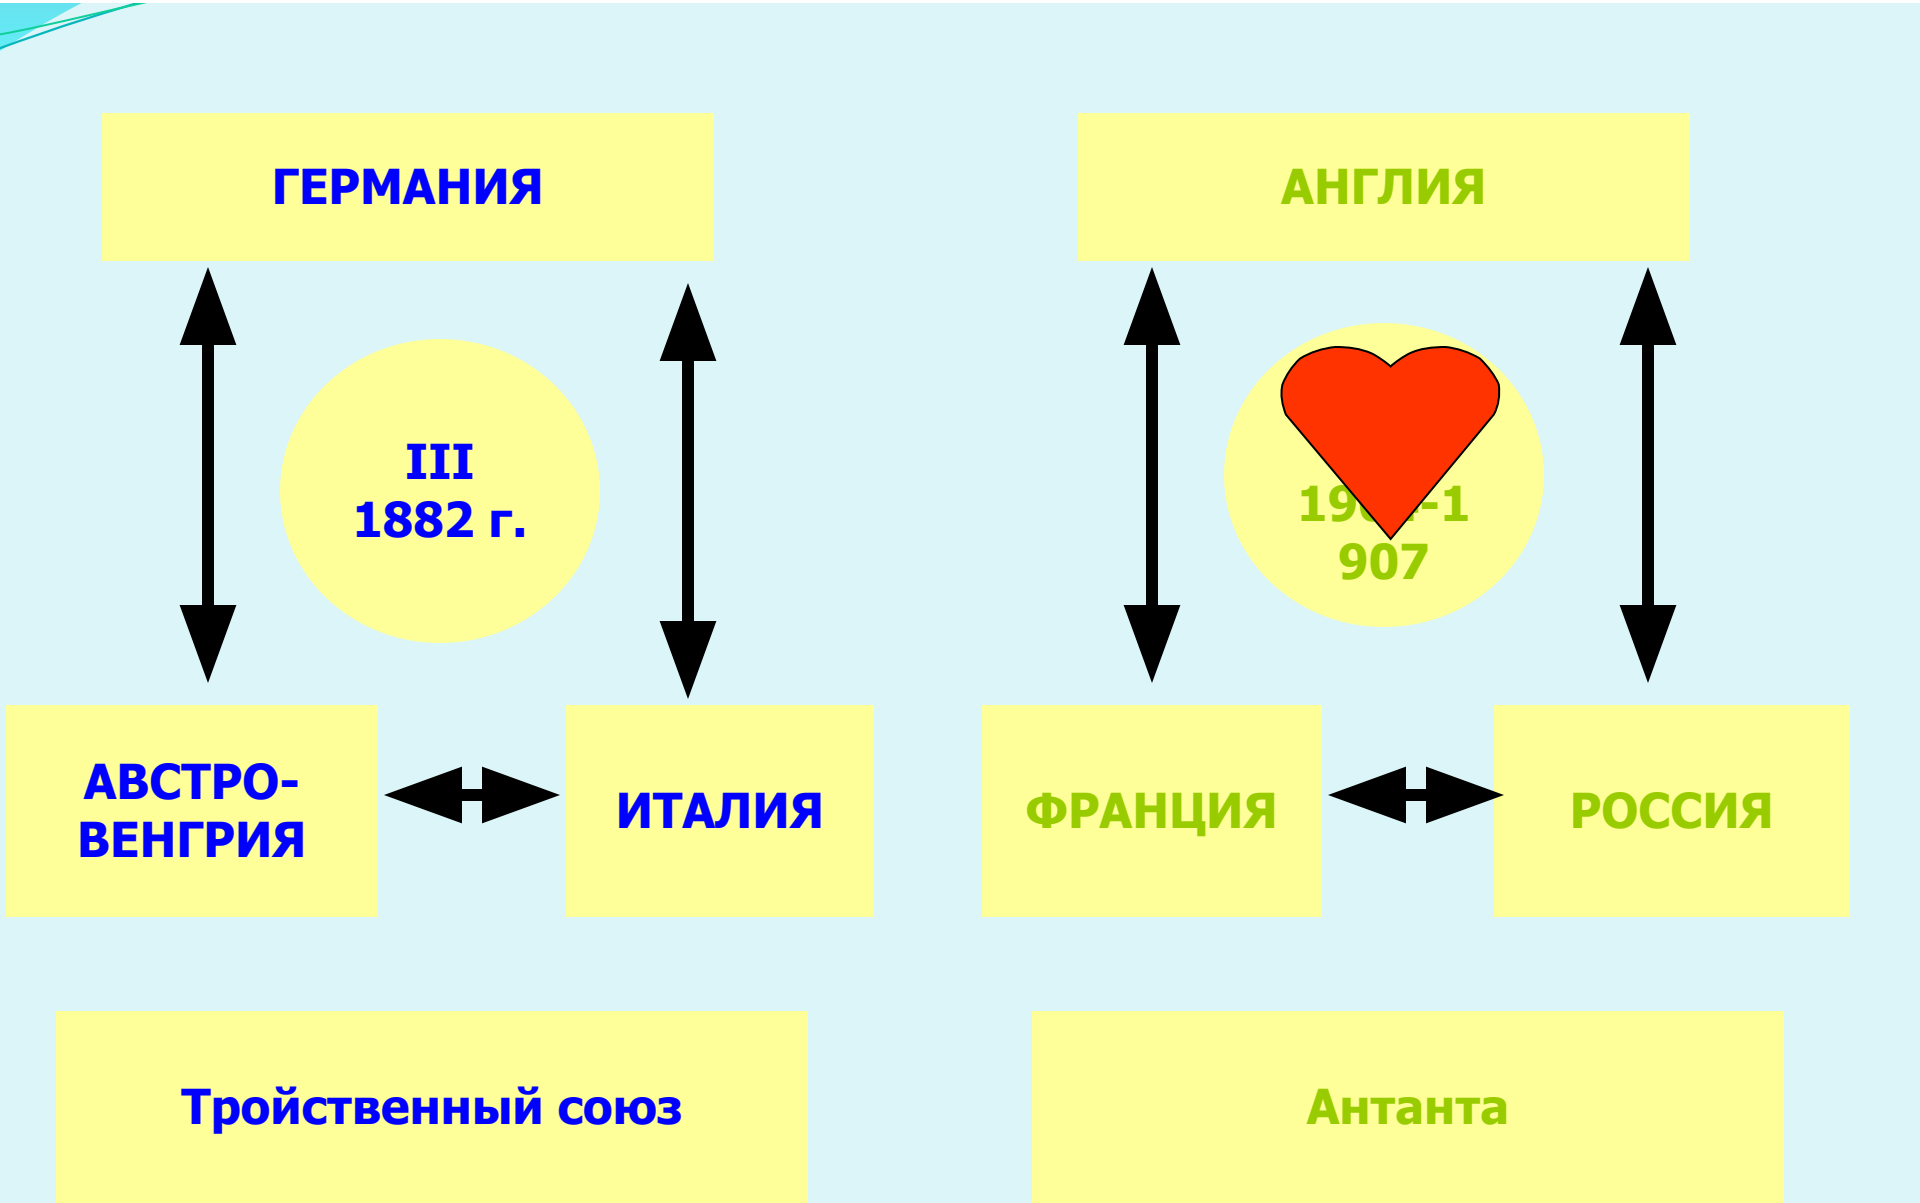 ГЕРМАНИЯ
АНГЛИЯ
III
1882 г.
907
АВСТРО-
ВЕНГРИЯ
ИТАЛИЯ
ФРАНЦИЯ
РОССИЯ
Тройственный союз
Антанта